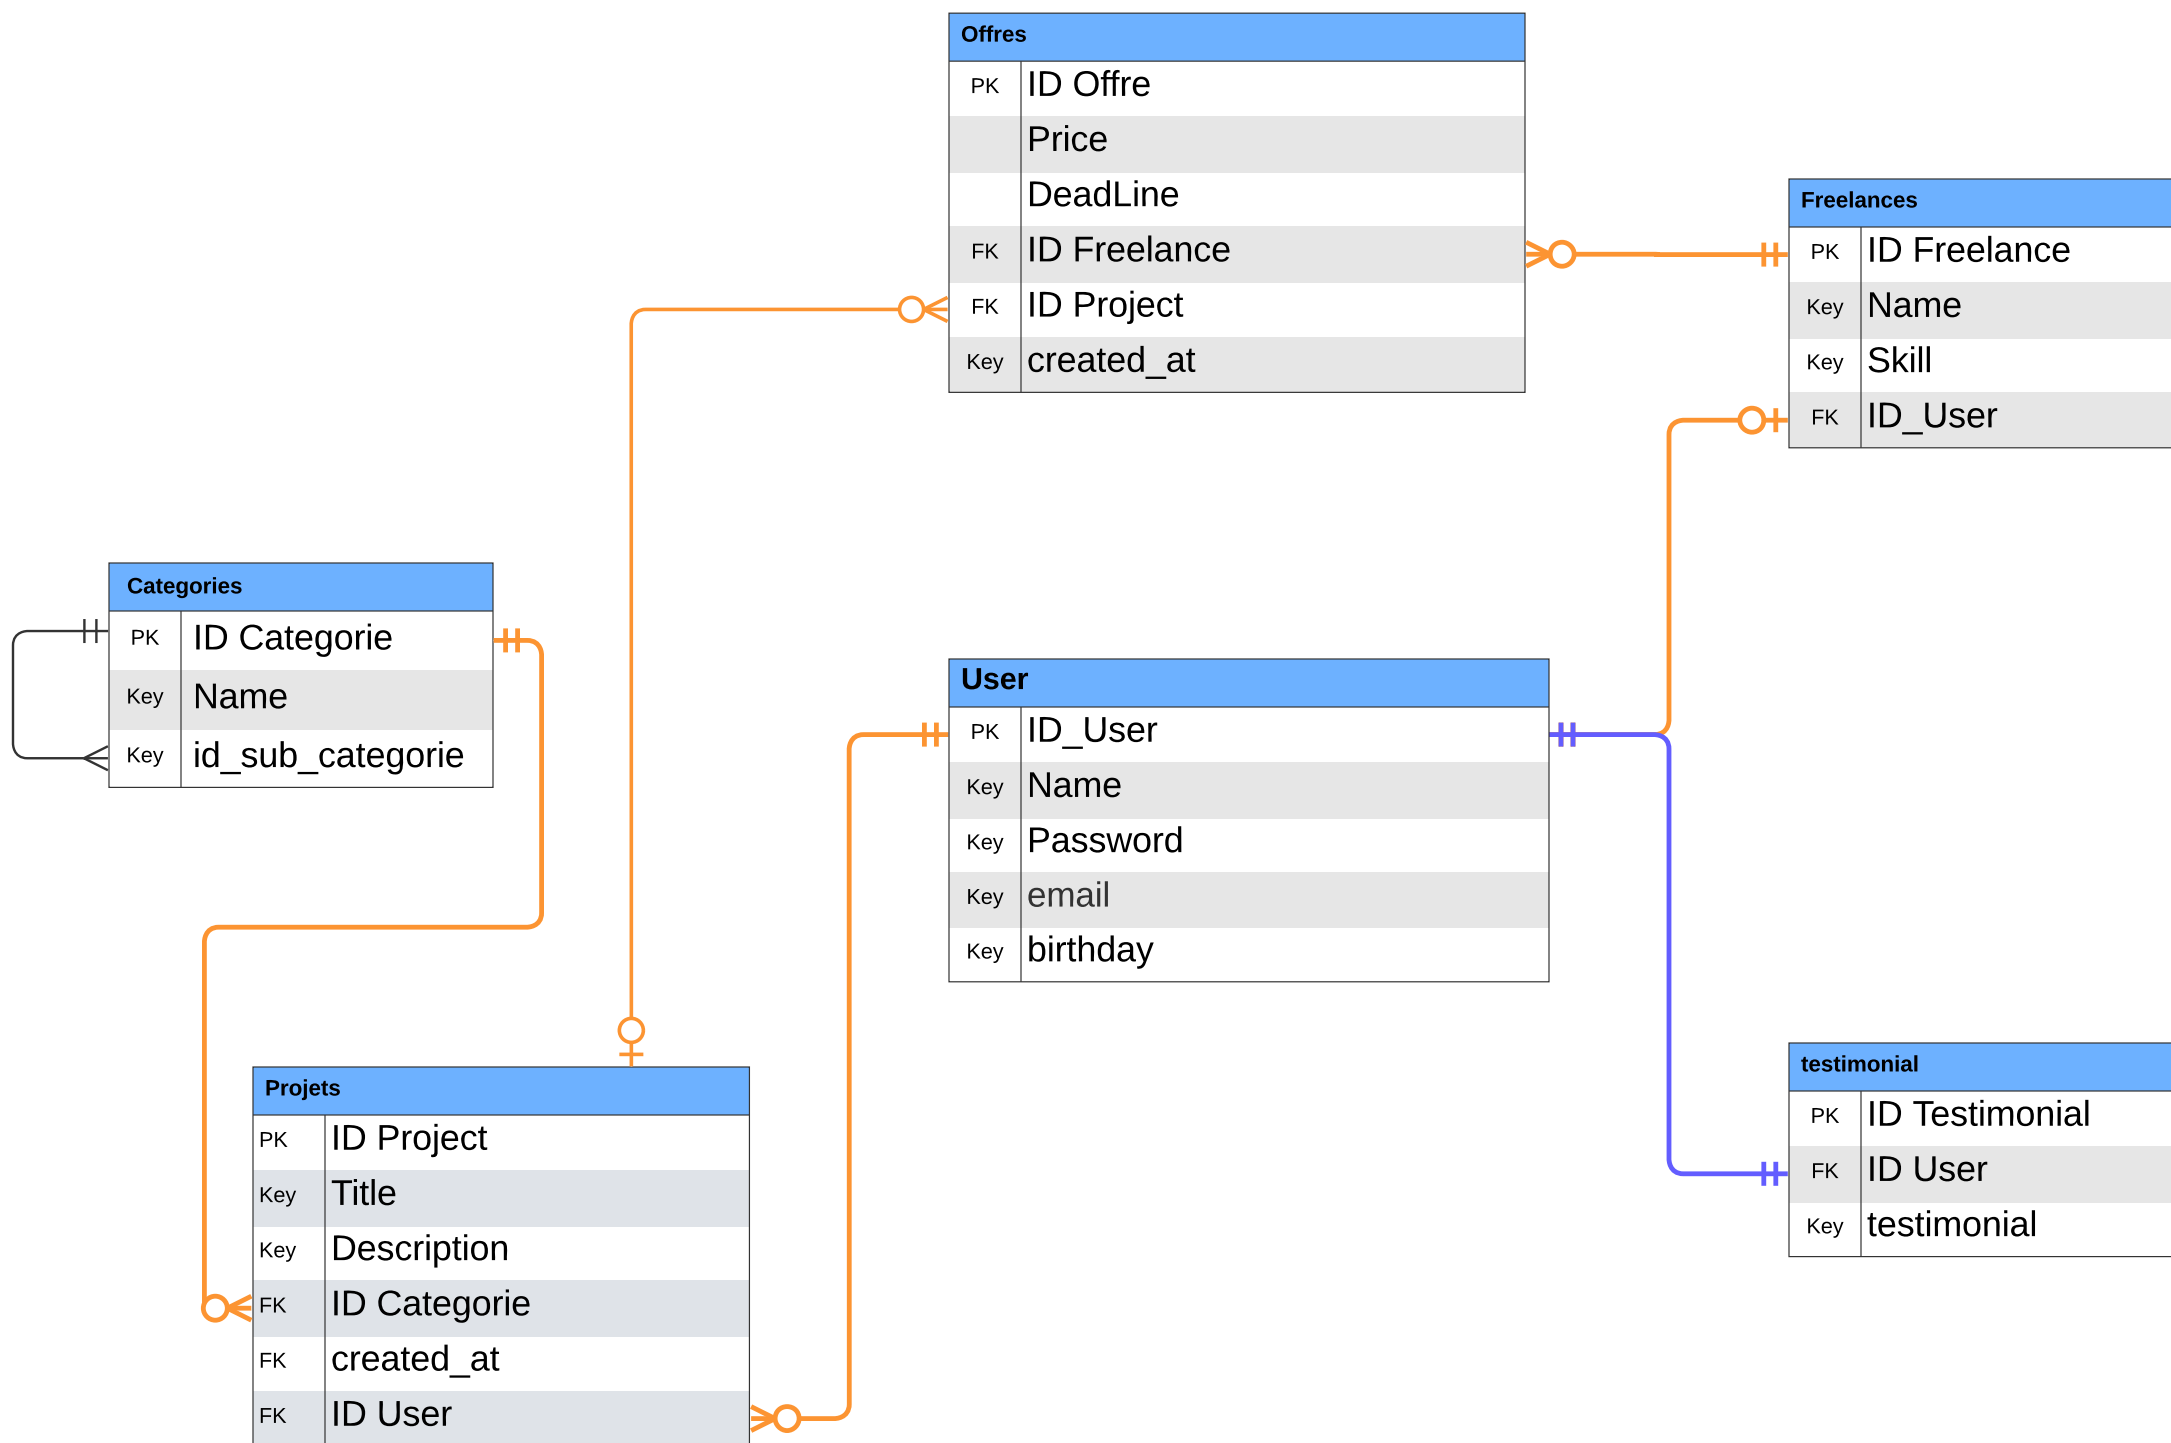 Offres
PK ID Offre
Price
DeadLine
FK ID Freelance
FK ID Project
Key created_at
Freelances
PK ID Freelance
Key Name
Key Skill
FK ID_User
Categories
PK ID Categorie
Key Name
Key id_sub_categorie
User
PK ID_User
Key Name
Key Password
Key email
Key birthday
testimonial
PK ID Testimonial
FK ID User
Key testimonial
Projets
PK ID Project
Key Title
Key Description
FK ID Categorie
FK created_at
FK ID User